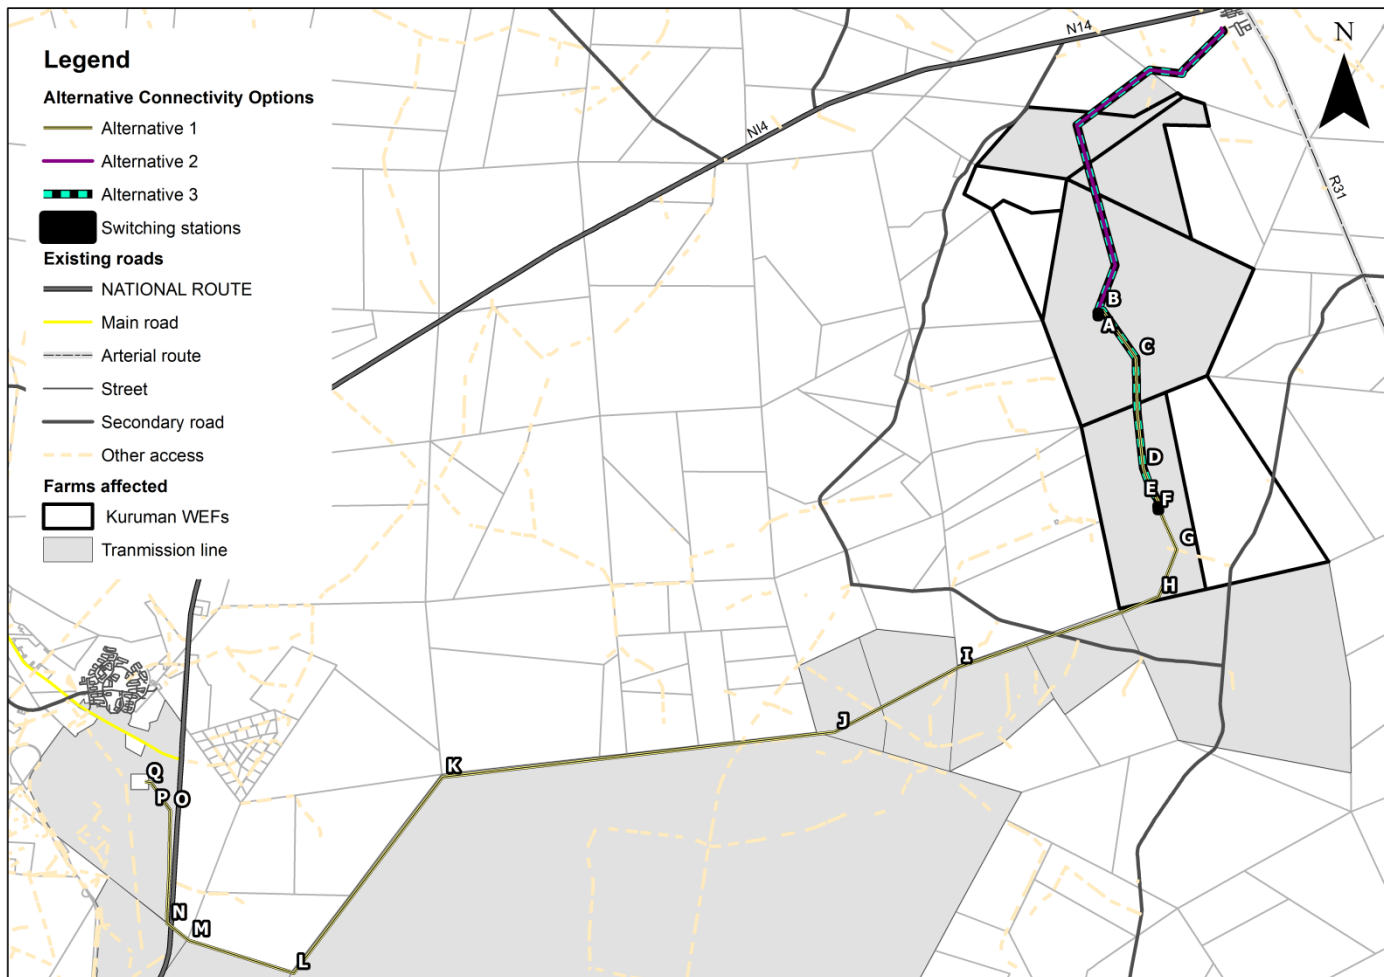 Legend
Alternative Connectivity Options
Alternative 1
Alternative 2
Alternative 3
Switching stations
Existing roads
NATIONAL ROUTE
Main road
Arterial route
Street
Secondary road
Other access
Farms affected
Kuruman WEFs
Tranmission line
N14
N
N14
R31
B
A
C
D
E
F
G
H
I
J
K
Q
P
O
N
M
L